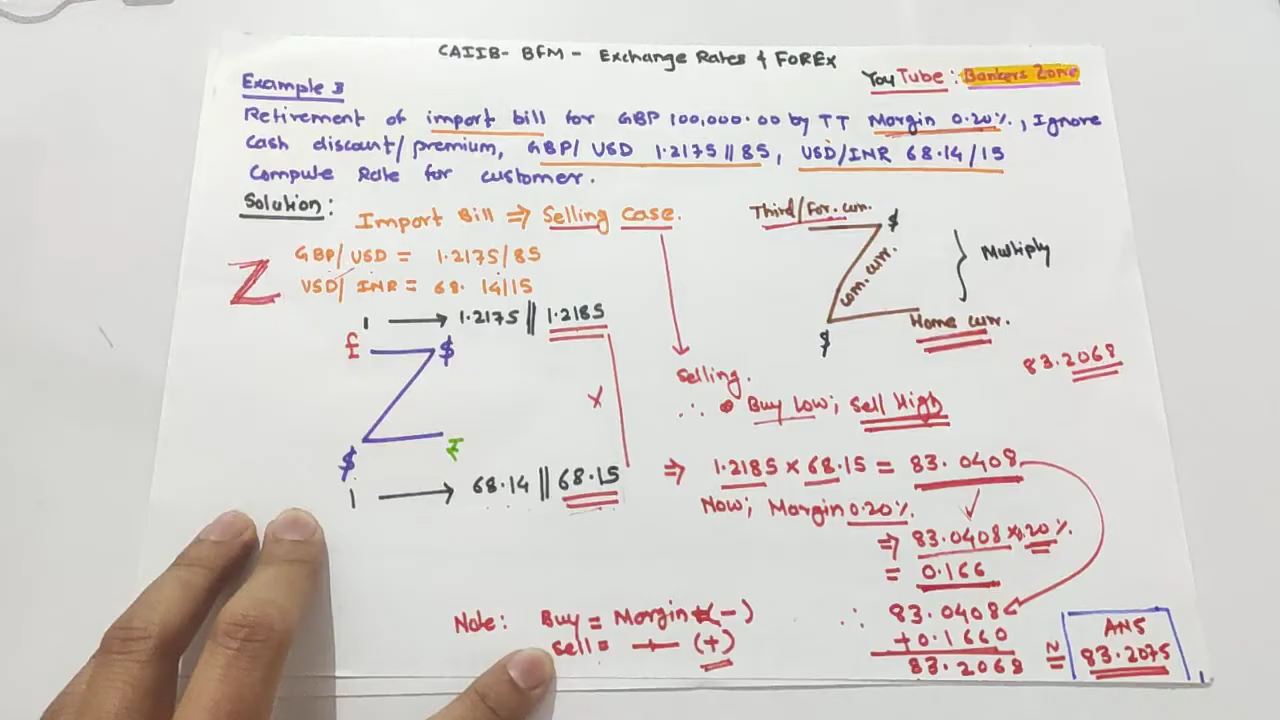 CAIIB- BFM - Exchange Rates & FOREX
YouTube: Bankers Zone
Example 3
Retirement of import bill for GBP 100,000.00 by TT Margin 0.20%, Ignore
Cash discount/premium, GBP/USD 1.2175 || 85, USD/INR 68.14/15
Compute Rate for customer.
Solution:
Import Bill ⇒ Selling Case.
GBP/USD = 1.2175/85
Z
USD/INR = 68.14/15
1 → 1.2175 || 1.2185
£ $
X
$ ₹
1 → 68.14 || 68.15
Third/For. curr. $
Com. curr.
} Multiply
Home curr.
$
83.2068
Selling.
∴ Buy Low; Sell High
⇒ 1.2185 × 68.15 = 83.0408
Now; Margin 0.20%.
⇒ 83.0408 × 0.20%.
= 0.166
∴ 83.0408
+0.1660
83.2068 ≅ ANS
83.2075
Note: Buy = Margin (-)
Sell = (+)